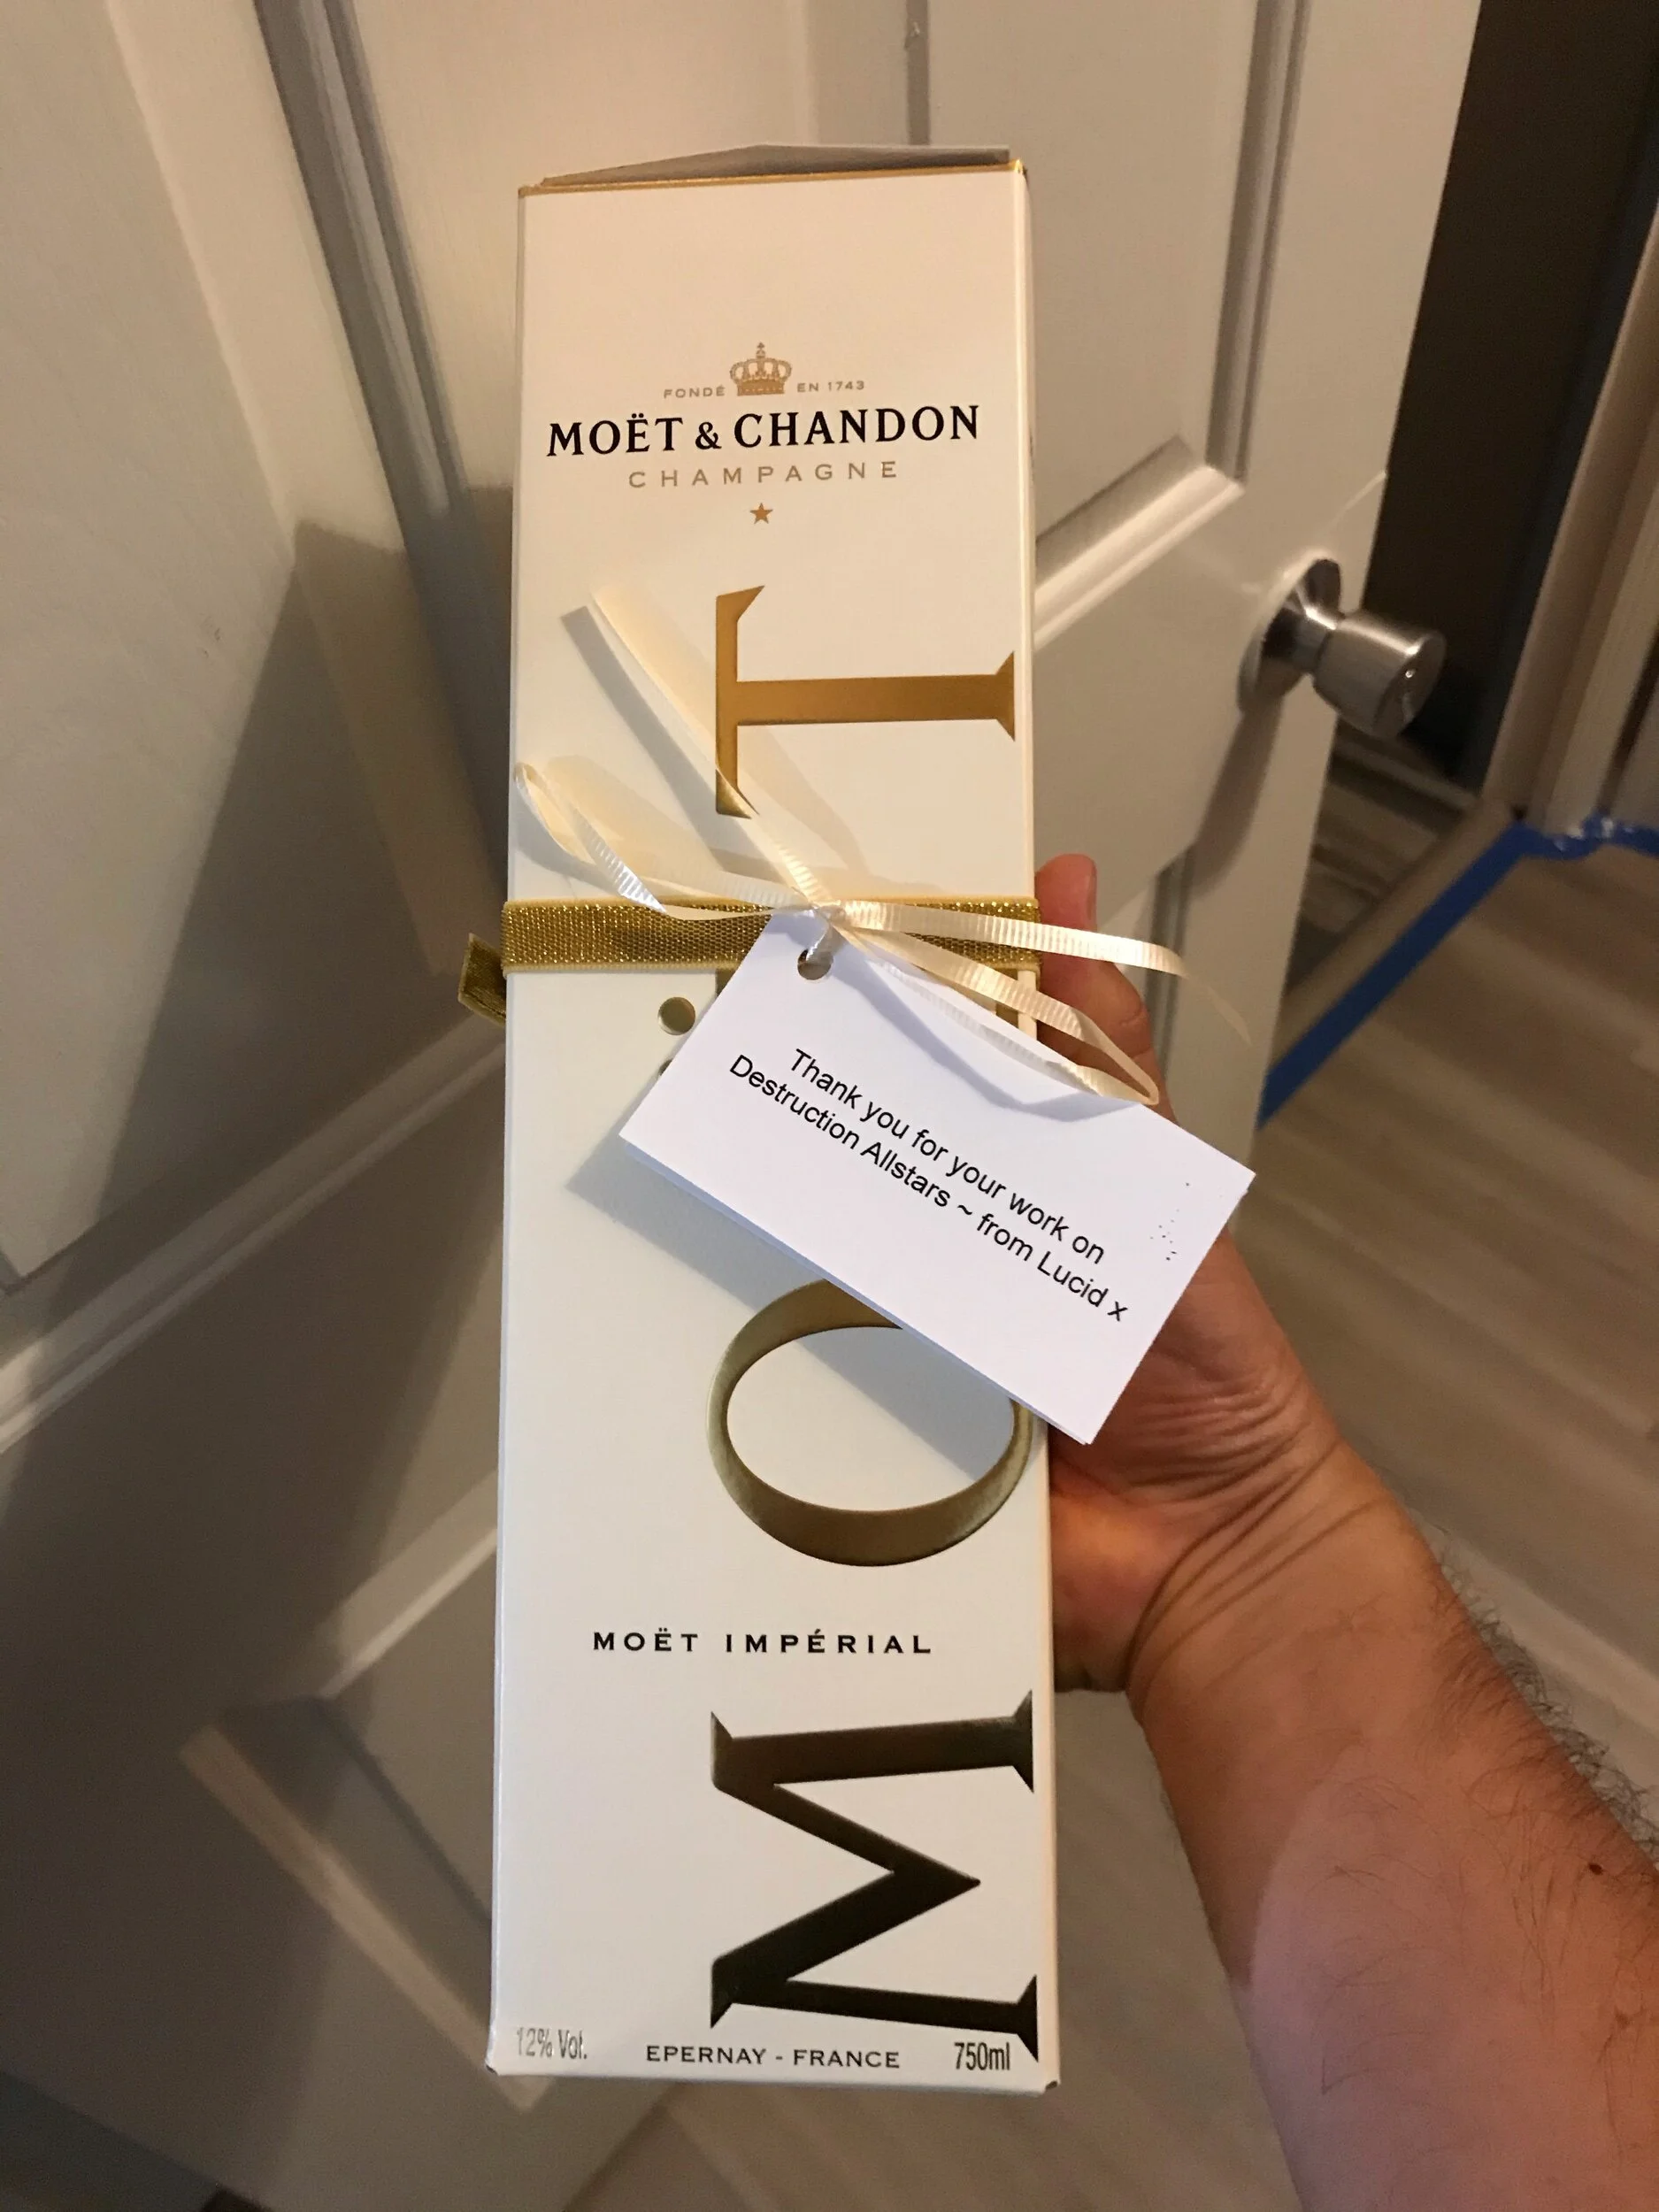 FONDÉ EN 1743
MOËT & CHANDON
CHAMPAGNE
Thank you for your work on
Destruction Allstars ~ from Lucid x
MOËT IMPÉRIAL
MOËT
12% Vol.
EPERNAY - FRANCE
750ml